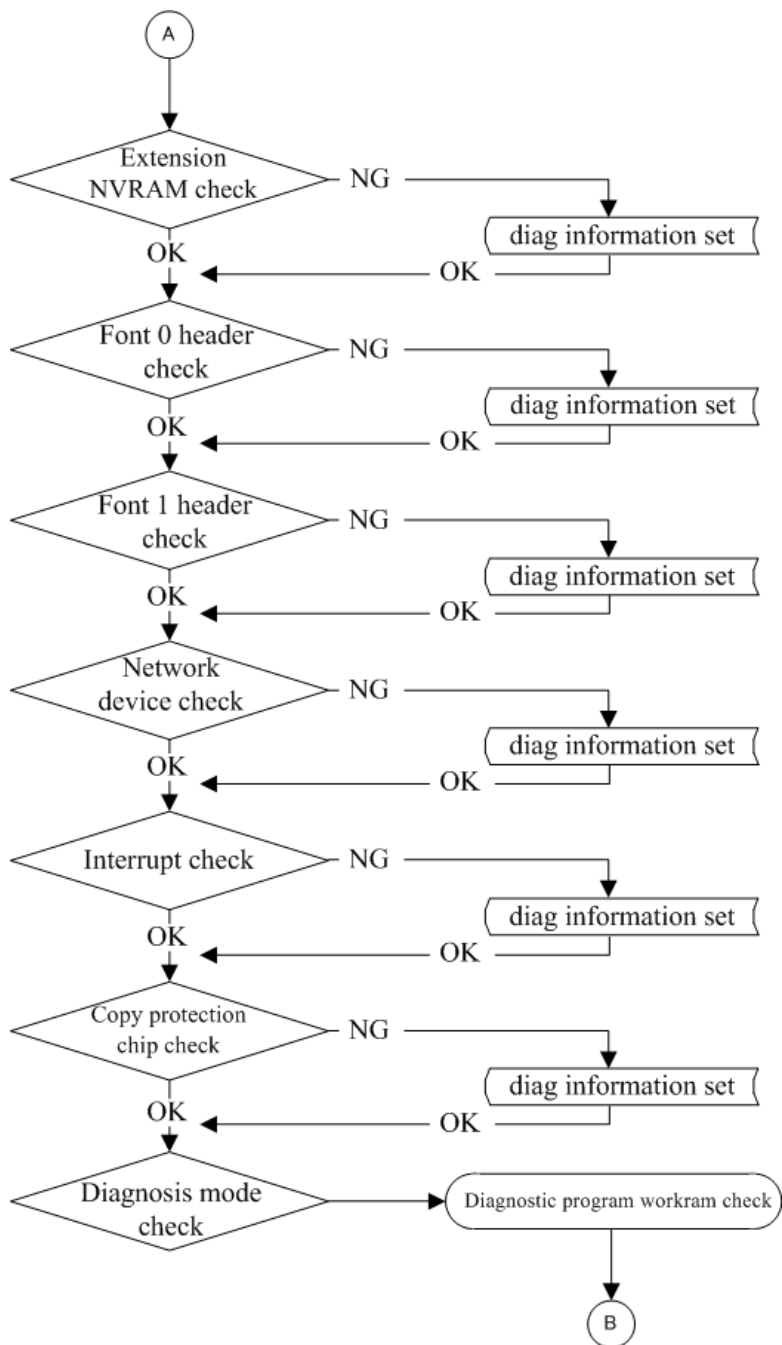 A
Extension
NVRAM check
NG
diag information set
OK
OK
Font 0 header
check
NG
diag information set
OK
OK
Font 1 header
check
NG
diag information set
OK
OK
Network
device check
NG
diag information set
OK
OK
Interrupt check
NG
diag information set
OK
OK
Copy protection
chip check
NG
diag information set
OK
OK
Diagnosis mode
check
Diagnostic program workram check
B